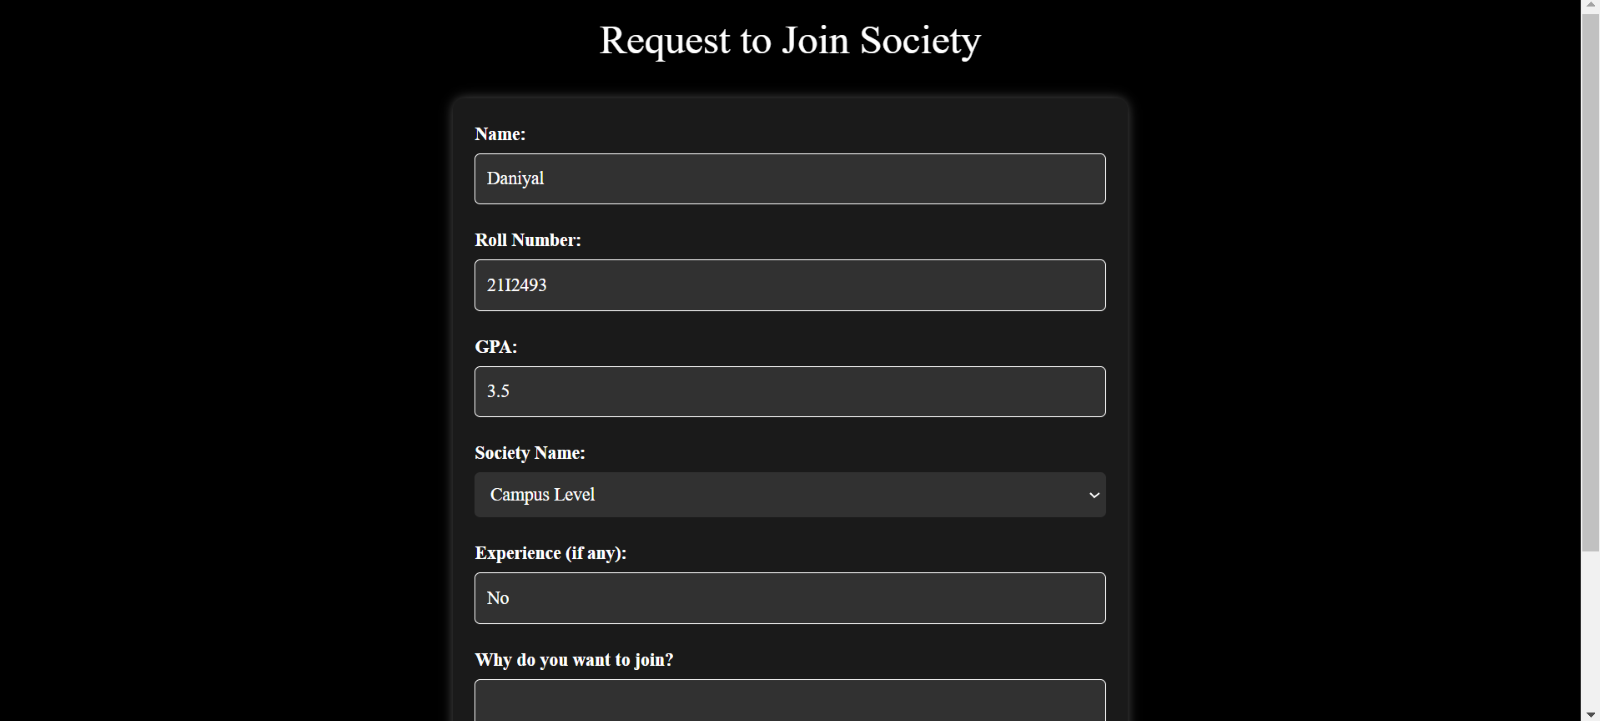 Request to Join Society
Name:
Daniyal
Roll Number:
21I2493
GPA:
3.5
Society Name:
Campus Level
Experience (if any):
No
Why do you want to join?